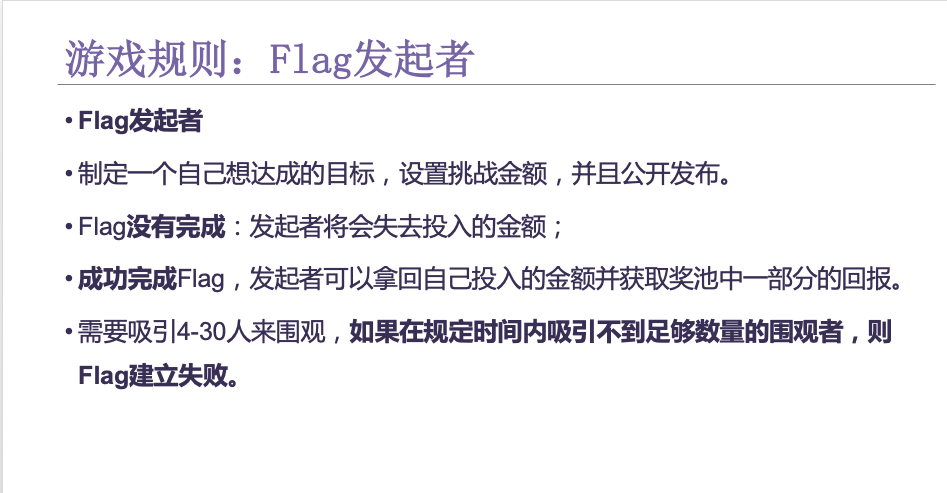 游戏规则：Flag发起者
• Flag发起者
• 制定一个自己想达成的目标，设置挑战金额，并且公开发布。
• Flag没有完成：发起者将会失去投入的金额；
• 成功完成Flag，发起者可以拿回自己投入的金额并获取奖池中一部分的回报。
• 需要吸引4-30人来围观，如果在规定时间内吸引不到足够数量的围观者，则
Flag建立失败。